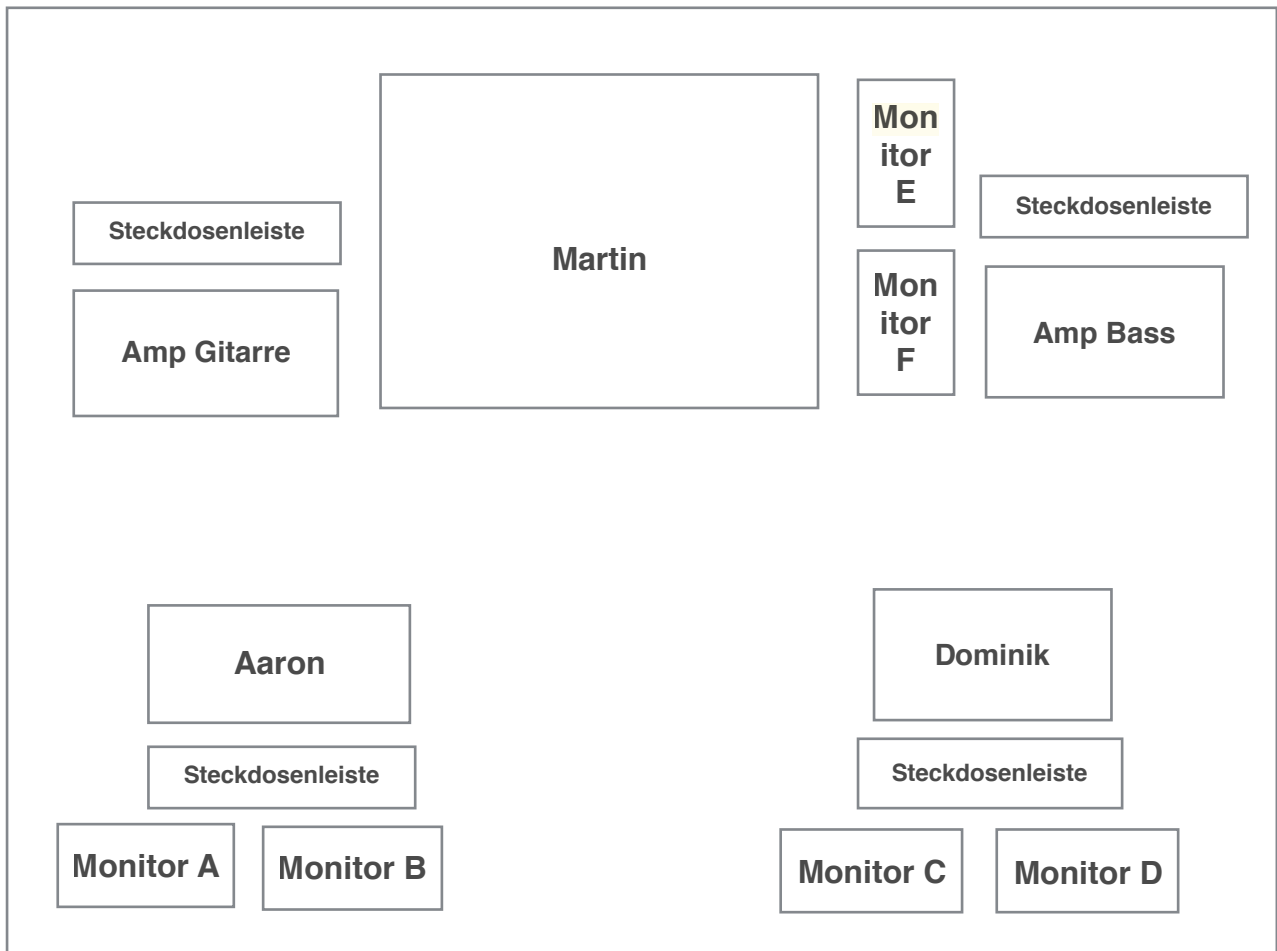 Mon
itor
E
Steckdosenleiste
Steckdosenleiste
Martin
Mon
itor
F
Amp Gitarre
Amp Bass
Aaron
Dominik
Steckdosenleiste
Steckdosenleiste
Monitor A
Monitor B
Monitor C
Monitor D